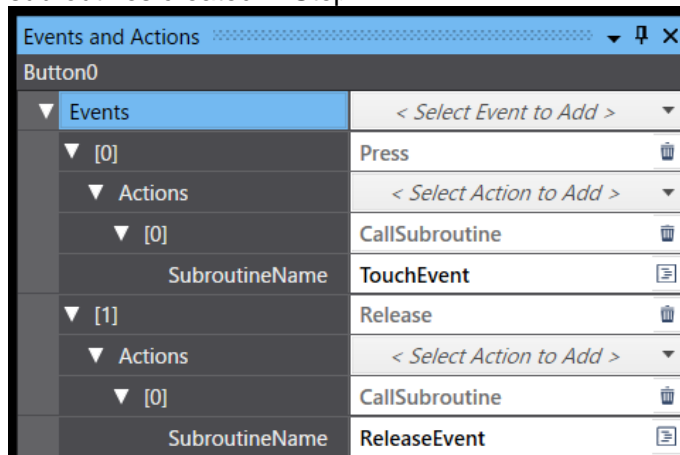 Events and Actions
Button0
Events < Select Event to Add >
[0] Press
Actions < Select Action to Add >
[0] CallSubroutine
SubroutineName TouchEvent
[1] Release
Actions < Select Action to Add >
[0] CallSubroutine
SubroutineName ReleaseEvent